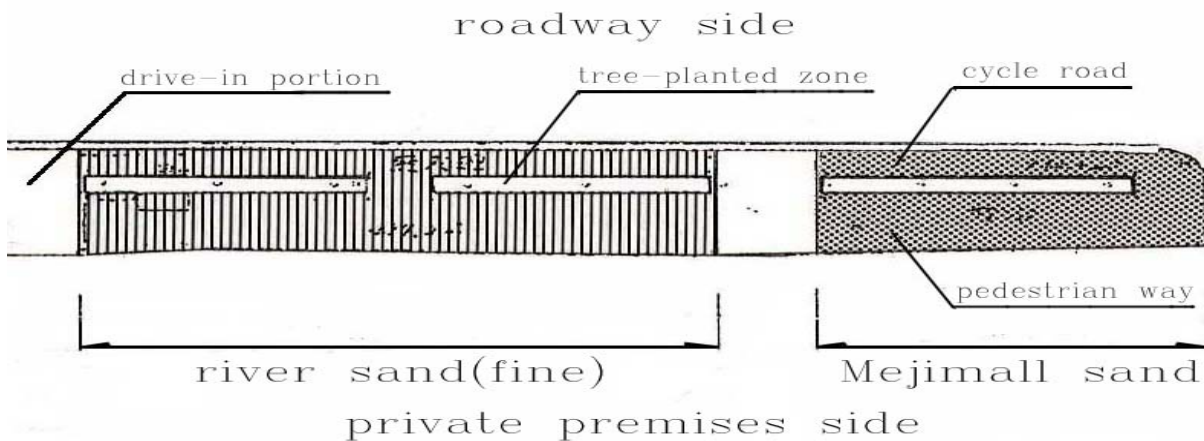 roadway side
drive-in portion
tree-planted zone
cycle road
pedestrian way
river sand(fine)
Mejimall sand
private premises side